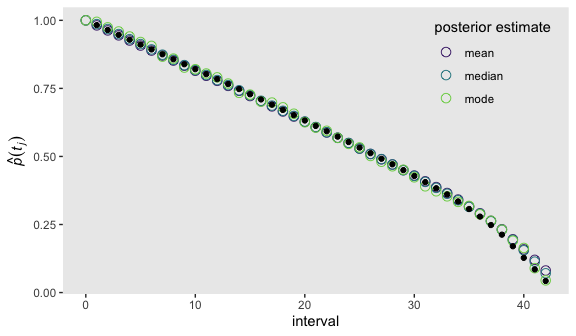 posterior estimate
mean
median
mode
1.00
0.75
0.50
0.25
0.00
p̂(tⱼ)
0
10
20
30
40
interval